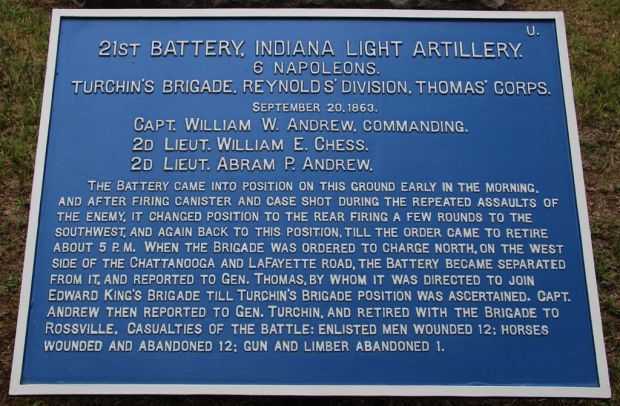 U.
21st Battery, Indiana Light Artillery.
6 Napoleons.
Turchin's Brigade, Reynolds' Division, Thomas' Corps.
September 20, 1863.
Capt. William W. Andrew, commanding.
2d Lieut. William E. Chess.
2d Lieut. Abram P. Andrew.
The Battery came into position on this ground early in the morning,
and after firing canister and case shot during the repeated assaults of
the enemy, it changed position to the rear firing a few rounds to the
southwest, and again back to this position, till the order came to retire
about 5 P.M. When the Brigade was ordered to charge north, on the west
side of the Chattanooga and LaFayette road, the Battery became separated
from it, and reported to Gen. Thomas, by whom it was directed to join
Edward King's Brigade till Turchin's Brigade position was ascertained. Capt.
Andrew then reported to Gen. Turchin, and retired with the Brigade to
Rossville. Casualties of the battle: enlisted men wounded 12; horses
wounded and abandoned 12; gun and limber abandoned 1.